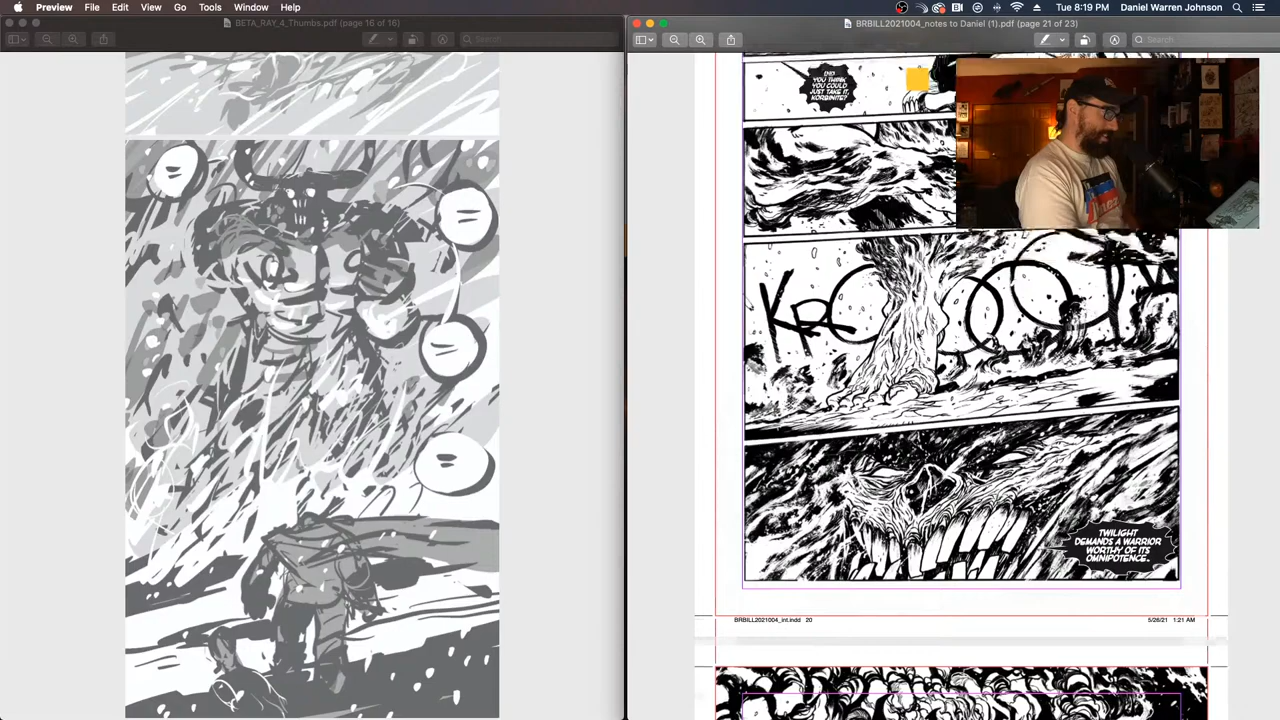 Preview File Edit View Go Tools Window Help
Tue 8:19 PM Daniel Warren Johnson
BETA_RAY_4_Thumbs.pdf (page 16 of 16)
BRBILL2021004_notes to Daniel (1).pdf (page 21 of 23)
Search
Search
DID
YOU THINK
YOU COULD
JUST TAKE IT,
KORBINITE?
TWILIGHT
DEMANDS A WARRIOR
WORTHY OF ITS
OMNIPOTENCE.
BRBILL2021004_int.indd 20
5/26/21 1:21 AM